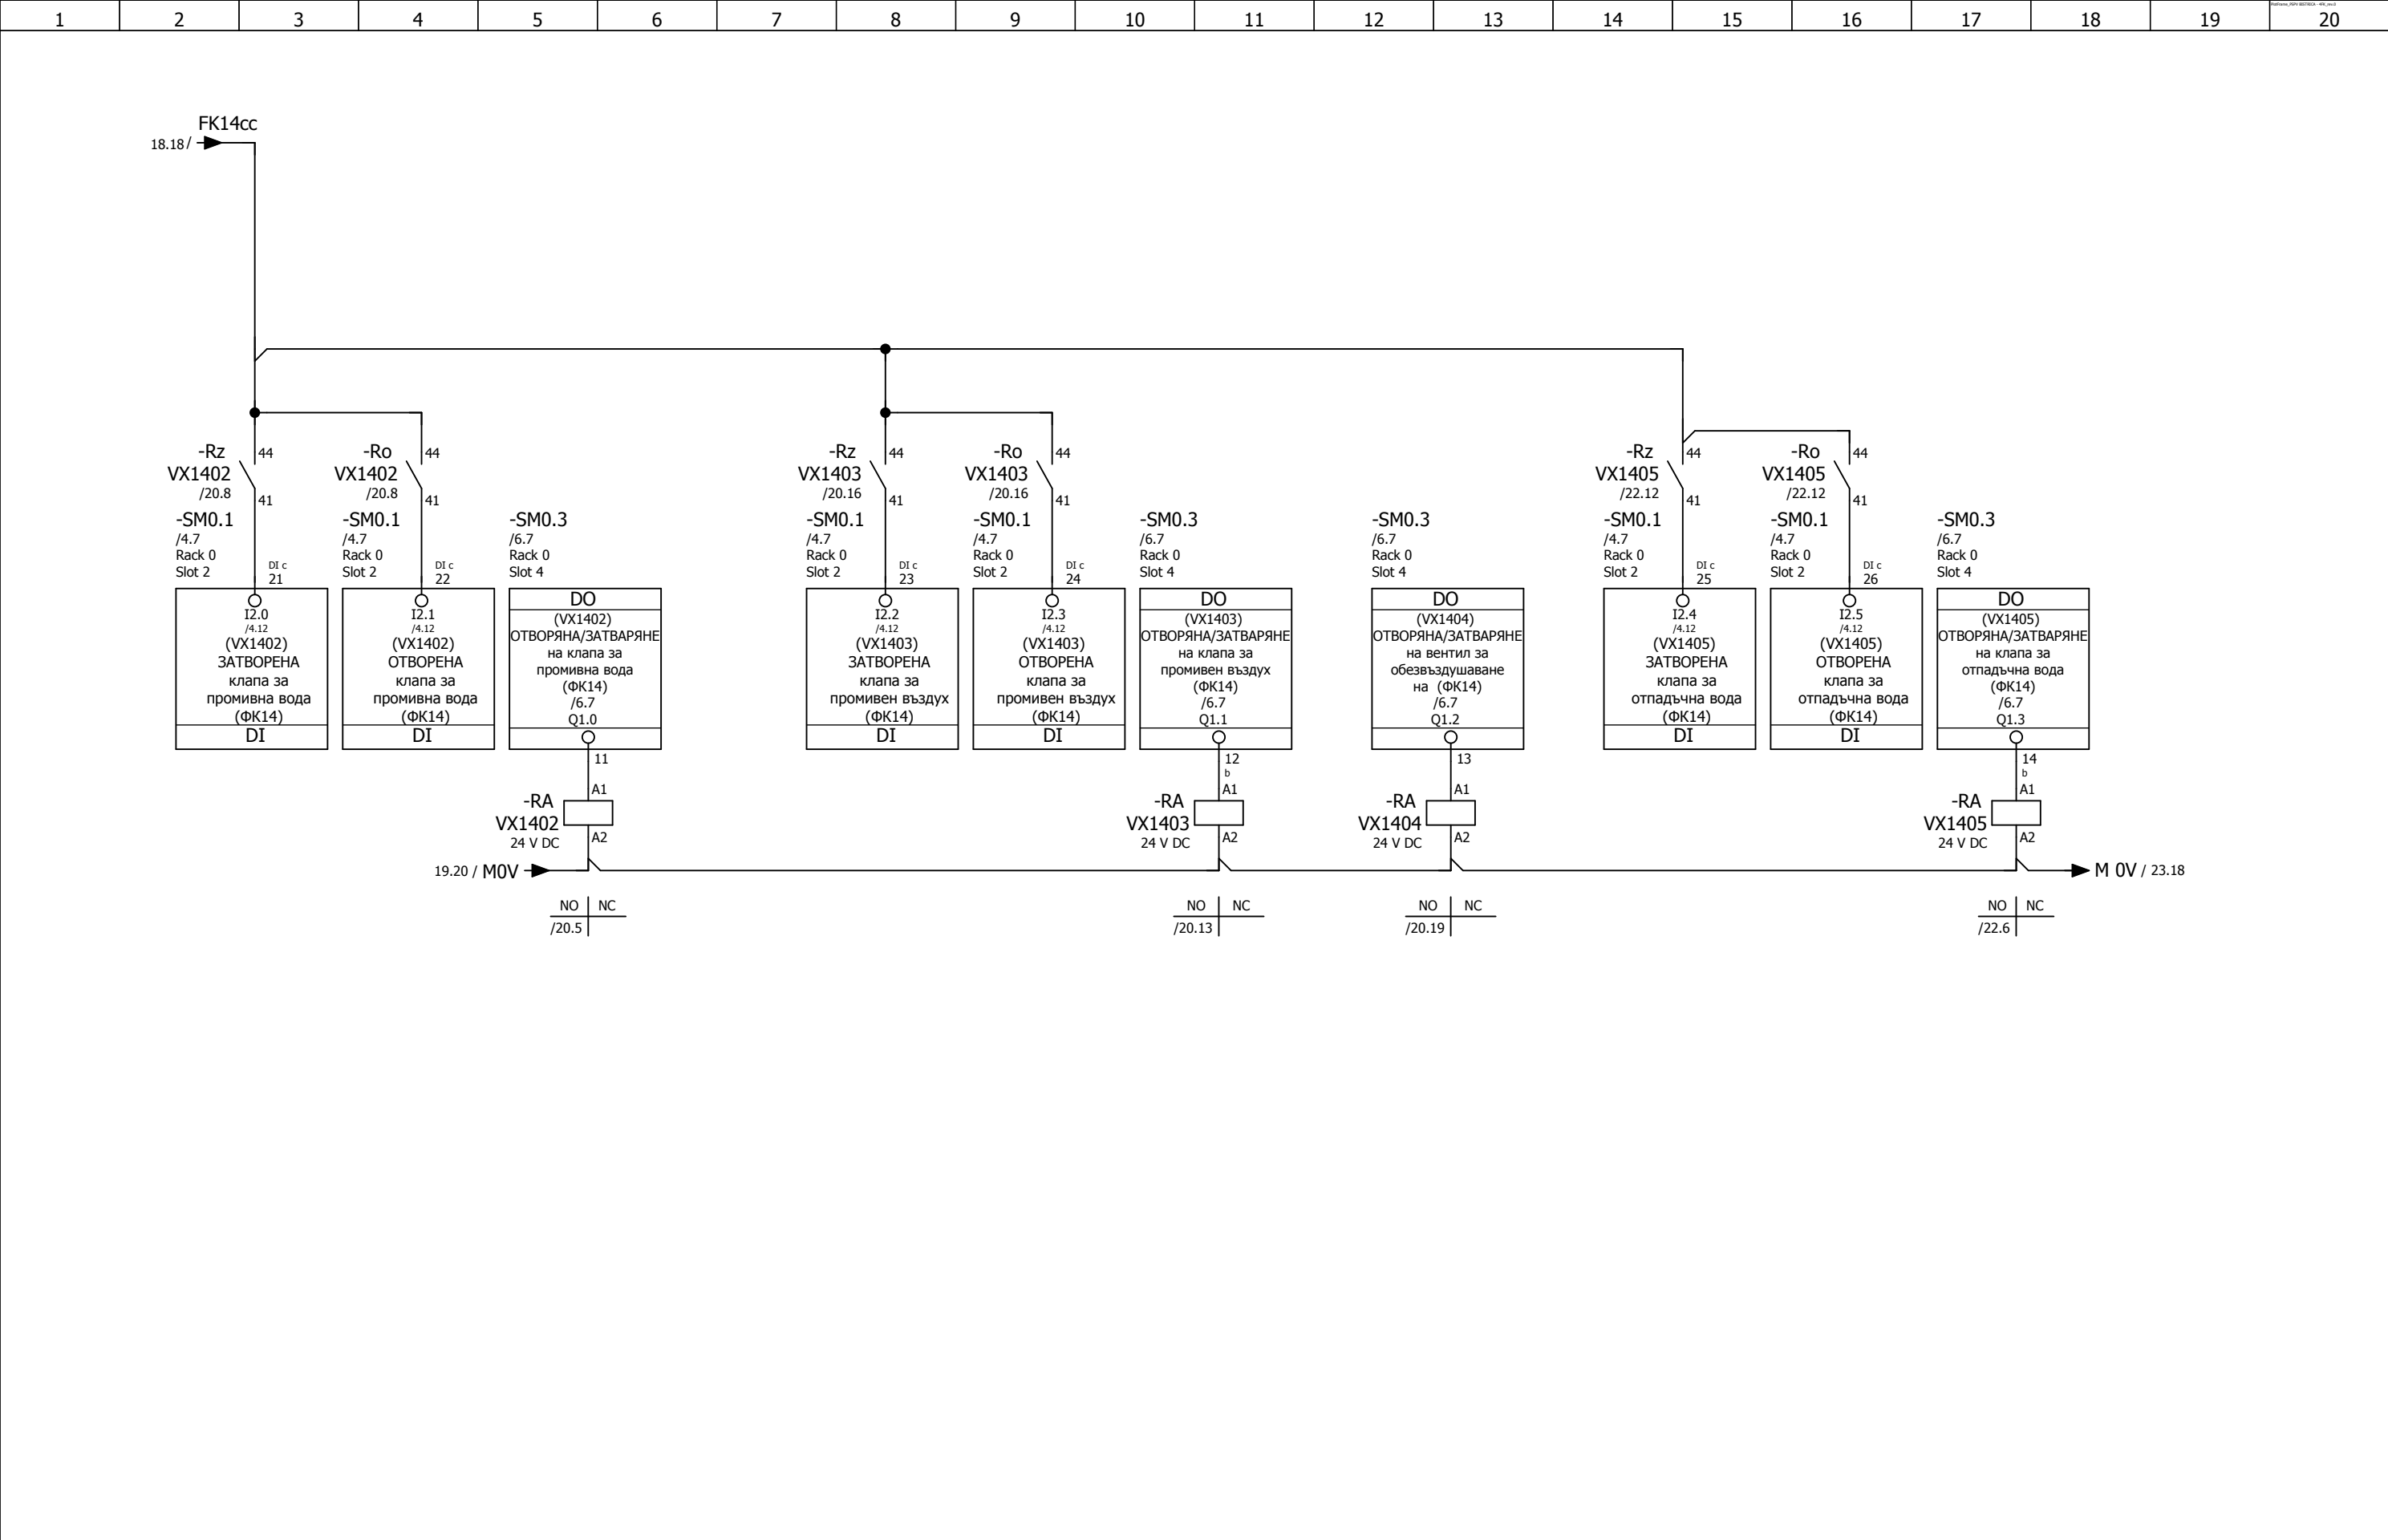 1 2 3 4 5 6 7 8 9 10 11 12 13 14 15 16 17 18 19 20
FK14cc
18.18 /
-Rz
VX1402
/20.8
44
41
-SM0.1
/4.7
Rack 0
Slot 2
DI c
21
I2.0
/4.12
(VX1402)
ЗАТВОРЕНА
клапа за
промивна вода
(ФК14)
DI
-Ro
VX1402
/20.8
44
41
-SM0.1
/4.7
Rack 0
Slot 2
DI c
22
I2.1
/4.12
(VX1402)
ОТВОРЕНА
клапа за
промивна вода
(ФК14)
DI
-SM0.3
/6.7
Rack 0
Slot 4
DO
(VX1402)
ОТВОРЯНА/ЗАТВАРЯНЕ
на клапа за
промивна вода
(ФК14)
/6.7
Q1.0
11
A1
-RA
VX1402
24 V DC
A2
19.20 / M0V
NO NC
/20.5
-Rz
VX1403
/20.16
44
41
-SM0.1
/4.7
Rack 0
Slot 2
DI c
23
I2.2
/4.12
(VX1403)
ЗАТВОРЕНА
клапа за
промивен въздух
(ФК14)
DI
-Ro
VX1403
/20.16
44
41
-SM0.1
/4.7
Rack 0
Slot 2
DI c
24
I2.3
/4.12
(VX1403)
ОТВОРЕНА
клапа за
промивен въздух
(ФК14)
DI
-SM0.3
/6.7
Rack 0
Slot 4
DO
(VX1403)
ОТВОРЯНА/ЗАТВАРЯНЕ
на клапа за
промивен въздух
(ФК14)
/6.7
Q1.1
12
b
A1
-RA
VX1403
24 V DC
A2
NO NC
/20.13
-SM0.3
/6.7
Rack 0
Slot 4
DO
(VX1404)
ОТВОРЯНА/ЗАТВАРЯНЕ
на вентил за
обезвъздушаване
на (ФК14)
/6.7
Q1.2
13
A1
-RA
VX1404
24 V DC
A2
NO NC
/20.19
-Rz
VX1405
/22.12
44
41
-SM0.1
/4.7
Rack 0
Slot 2
DI c
25
I2.4
/4.12
(VX1405)
ЗАТВОРЕНА
клапа за
отпадъчна вода
(ФК14)
DI
-Ro
VX1405
/22.12
44
41
-SM0.1
/4.7
Rack 0
Slot 2
DI c
26
I2.5
/4.12
(VX1405)
ОТВОРЕНА
клапа за
отпадъчна вода
(ФК14)
DI
-SM0.3
/6.7
Rack 0
Slot 4
DO
(VX1405)
ОТВОРЯНА/ЗАТВАРЯНЕ
на клапа за
отпадъчна вода
(ФК14)
/6.7
Q1.3
14
b
A1
-RA
VX1405
24 V DC
A2
M 0V / 23.18
NO NC
/22.6